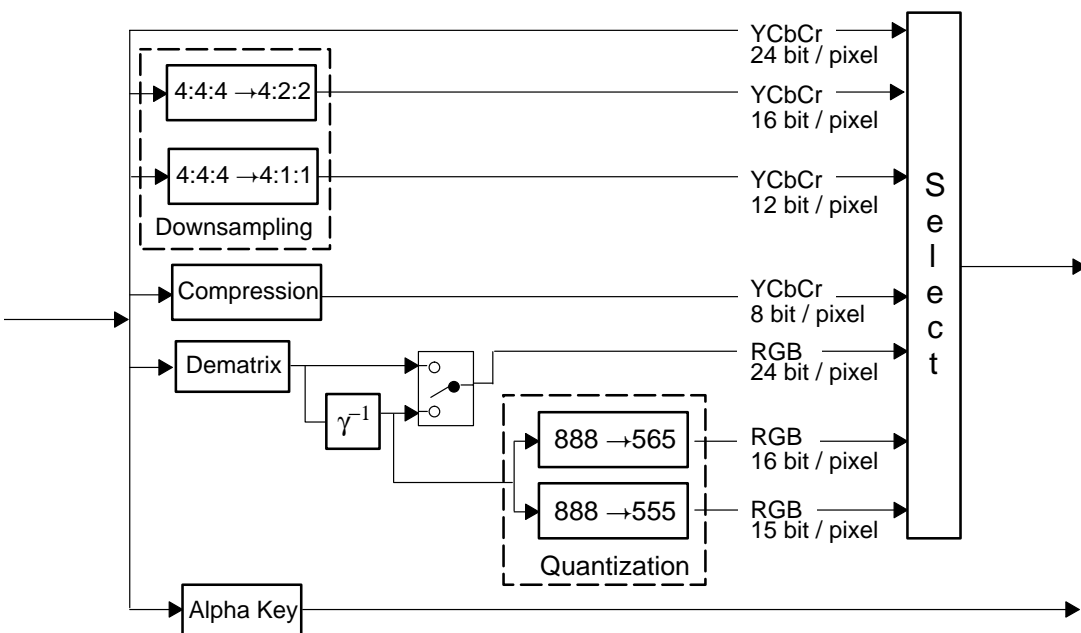 YCbCr
24 bit / pixel
4:4:4 →4:2:2
YCbCr
16 bit / pixel
4:4:4 →4:1:1
YCbCr
12 bit / pixel
Downsampling
Select
Compression
YCbCr
8 bit / pixel
Dematrix
RGB
24 bit / pixel
γ⁻¹
888 →565
RGB
16 bit / pixel
888 →555
RGB
15 bit / pixel
Quantization
Alpha Key